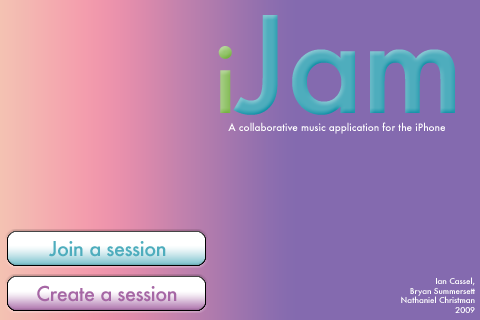 iJam
A collaborative music application for the iPhone
Join a session
Create a session
Ian Cassel,
Bryan Summersett
Nathaniel Christman
2009